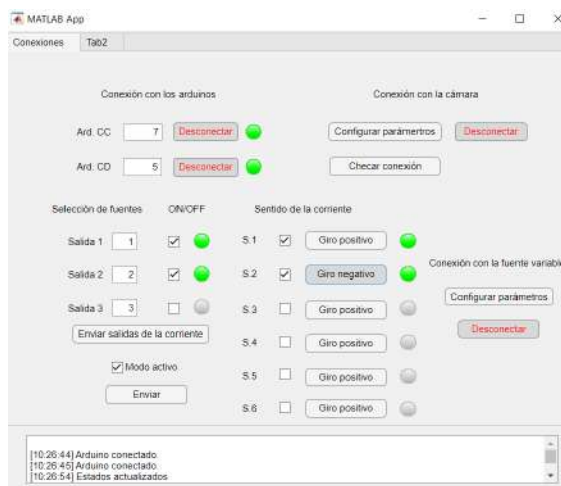 MATLAB App
Conexiones Tab2
Conexión con los arduinos
Conexión con la cámara
Ard. CC 7 Desconectar
Configurar parámertros Desconectar
Ard. CD 5 Desconectar
Checar conexión
Selección de fuentes ON/OFF Sentido de la corriente
Salida 1 1
S.1 Giro positivo
Salida 2 2
S.2 Giro negativo
Conexión con la fuente variable
Salida 3 3
S.3 Giro positivo
Configurar parámetros
Enviar salidas de la corriente
S.4 Giro positivo
Desconectar
Modo activo
S.5 Giro positivo
Enviar
S.6 Giro positivo
[10:26:44] Arduino conectado
[10:26:45] Arduino conectado
[10:26:54] Estados actualizados